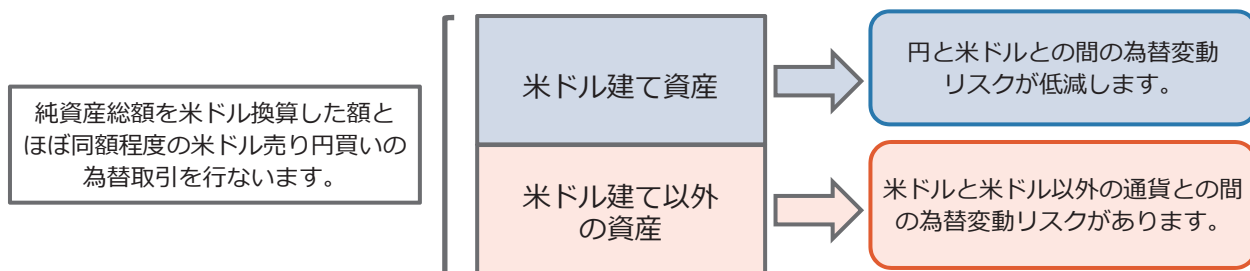 純資産総額を米ドル換算した額と
ほぼ同額程度の米ドル売り円買いの
為替取引を行ないます。
米ドル建て資産
円と米ドルとの間の為替変動
リスクが低減します。
米ドル建て以外
の資産
米ドルと米ドル以外の通貨との間
の為替変動リスクがあります。